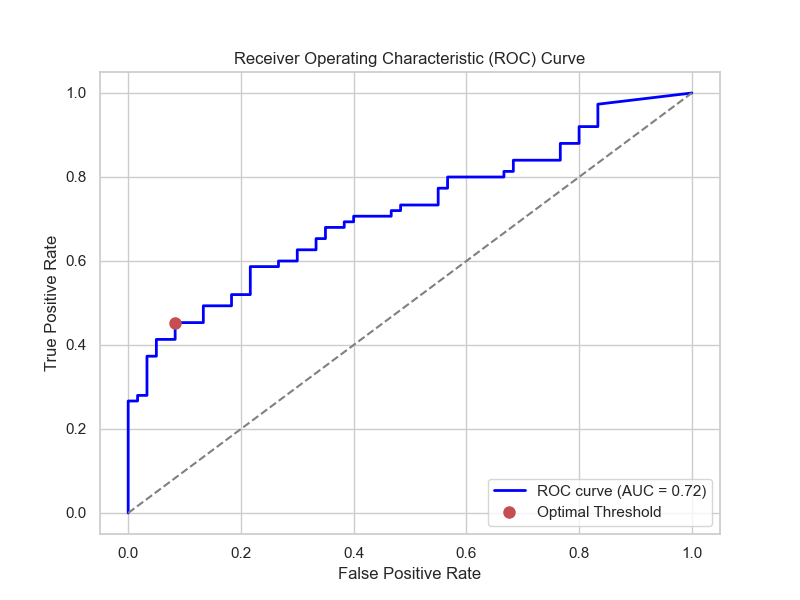 Receiver Operating Characteristic (ROC) Curve
True Positive Rate
1.0
0.8
0.6
0.4
0.2
0.0
0.0 0.2 0.4 0.6 0.8 1.0
False Positive Rate
ROC curve (AUC = 0.72)
Optimal Threshold